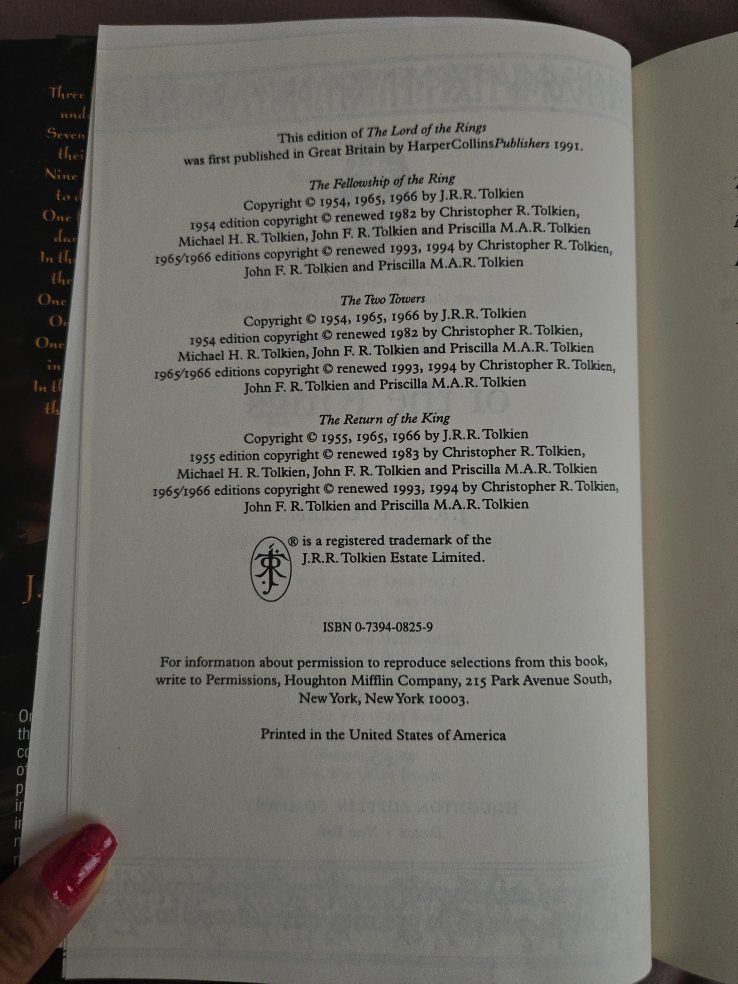 Three
Seven
Nine
One
In the
the
One
One
in
This edition of The Lord of the Rings
was first published in Great Britain by HarperCollinsPublishers 1991.
The Fellowship of the Ring
Copyright © 1954, 1965, 1966 by J.R.R. Tolkien
1954 edition copyright © renewed 1982 by Christopher R. Tolkien,
Michael H. R. Tolkien, John F. R. Tolkien and Priscilla M.A.R. Tolkien
1965/1966 editions copyright © renewed 1993, 1994 by Christopher R. Tolkien,
John F. R. Tolkien and Priscilla M.A.R. Tolkien
The Two Towers
Copyright © 1954, 1965, 1966 by J.R.R. Tolkien
1954 edition copyright © renewed 1982 by Christopher R. Tolkien,
Michael H. R. Tolkien, John F. R. Tolkien and Priscilla M.A.R. Tolkien
1965/1966 editions copyright © renewed 1993, 1994 by Christopher R. Tolkien,
John F. R. Tolkien and Priscilla M.A.R. Tolkien
The Return of the King
Copyright © 1955, 1965, 1966 by J.R.R. Tolkien
1955 edition copyright © renewed 1983 by Christopher R. Tolkien,
Michael H. R. Tolkien, John F. R. Tolkien and Priscilla M.A.R. Tolkien
1965/1966 editions copyright © renewed 1993, 1994 by Christopher R. Tolkien,
John F. R. Tolkien and Priscilla M.A.R. Tolkien
® is a registered trademark of the
J.R.R. Tolkien Estate Limited.
ISBN 0-7394-0825-9
For information about permission to reproduce selections from this book,
write to Permissions, Houghton Mifflin Company, 215 Park Avenue South,
New York, New York 10003.
Printed in the United States of America